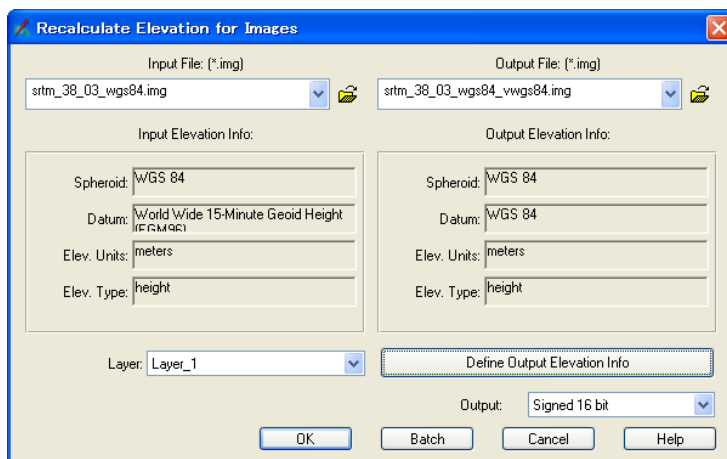 Recalculate Elevation for Images
Input File: (*.img)
Output File: (*.img)
srtm_38_03_wgs84.img
srtm_38_03_wgs84_vwgs84.img
Input Elevation Info:
Output Elevation Info:
Spheroid: WGS 84
Spheroid: WGS 84
Datum: World Wide 15-Minute Geoid Height
(EGM96)
Datum: WGS 84
Elev. Units: meters
Elev. Units: meters
Elev. Type: height
Elev. Type: height
Layer: Layer_1
Define Output Elevation Info
Output: Signed 16 bit
OK
Batch
Cancel
Help